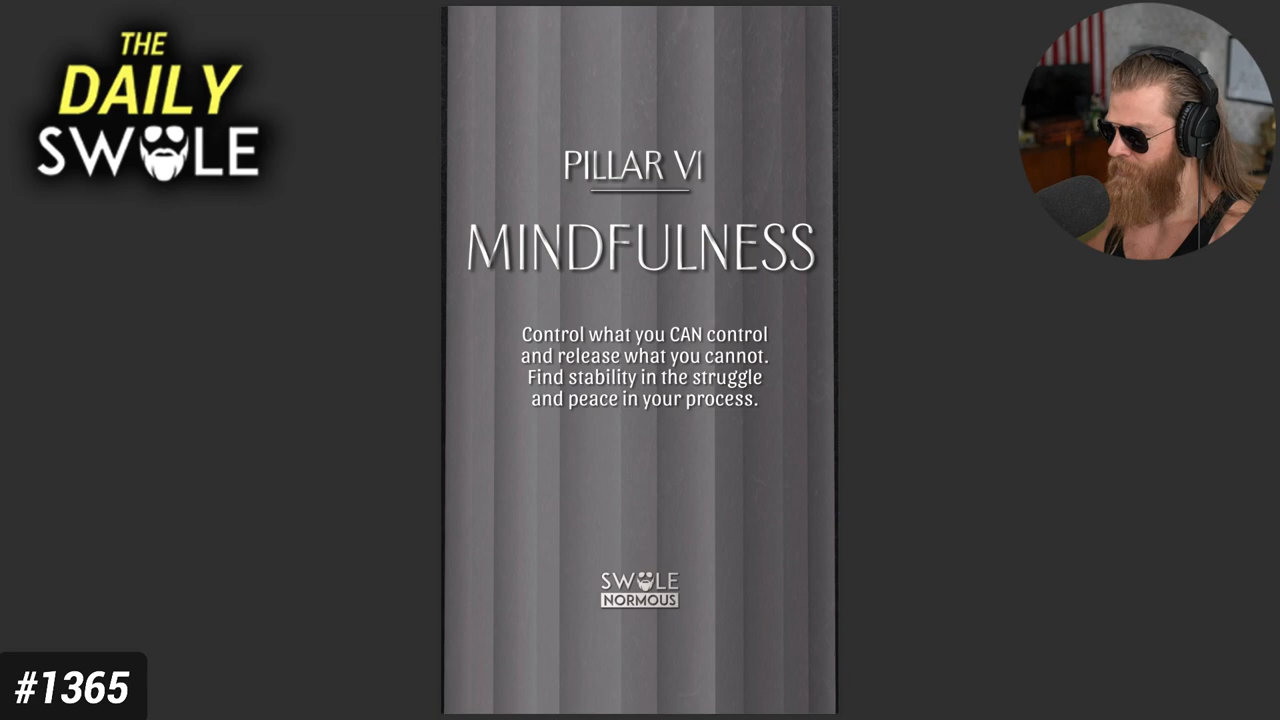 THE
DAILY
SWOLE
PILLAR VI
MINDFULNESS
Control what you CAN control
and release what you cannot.
Find stability in the struggle
and peace in your process.
SWOLE
NORMOUS
#1365